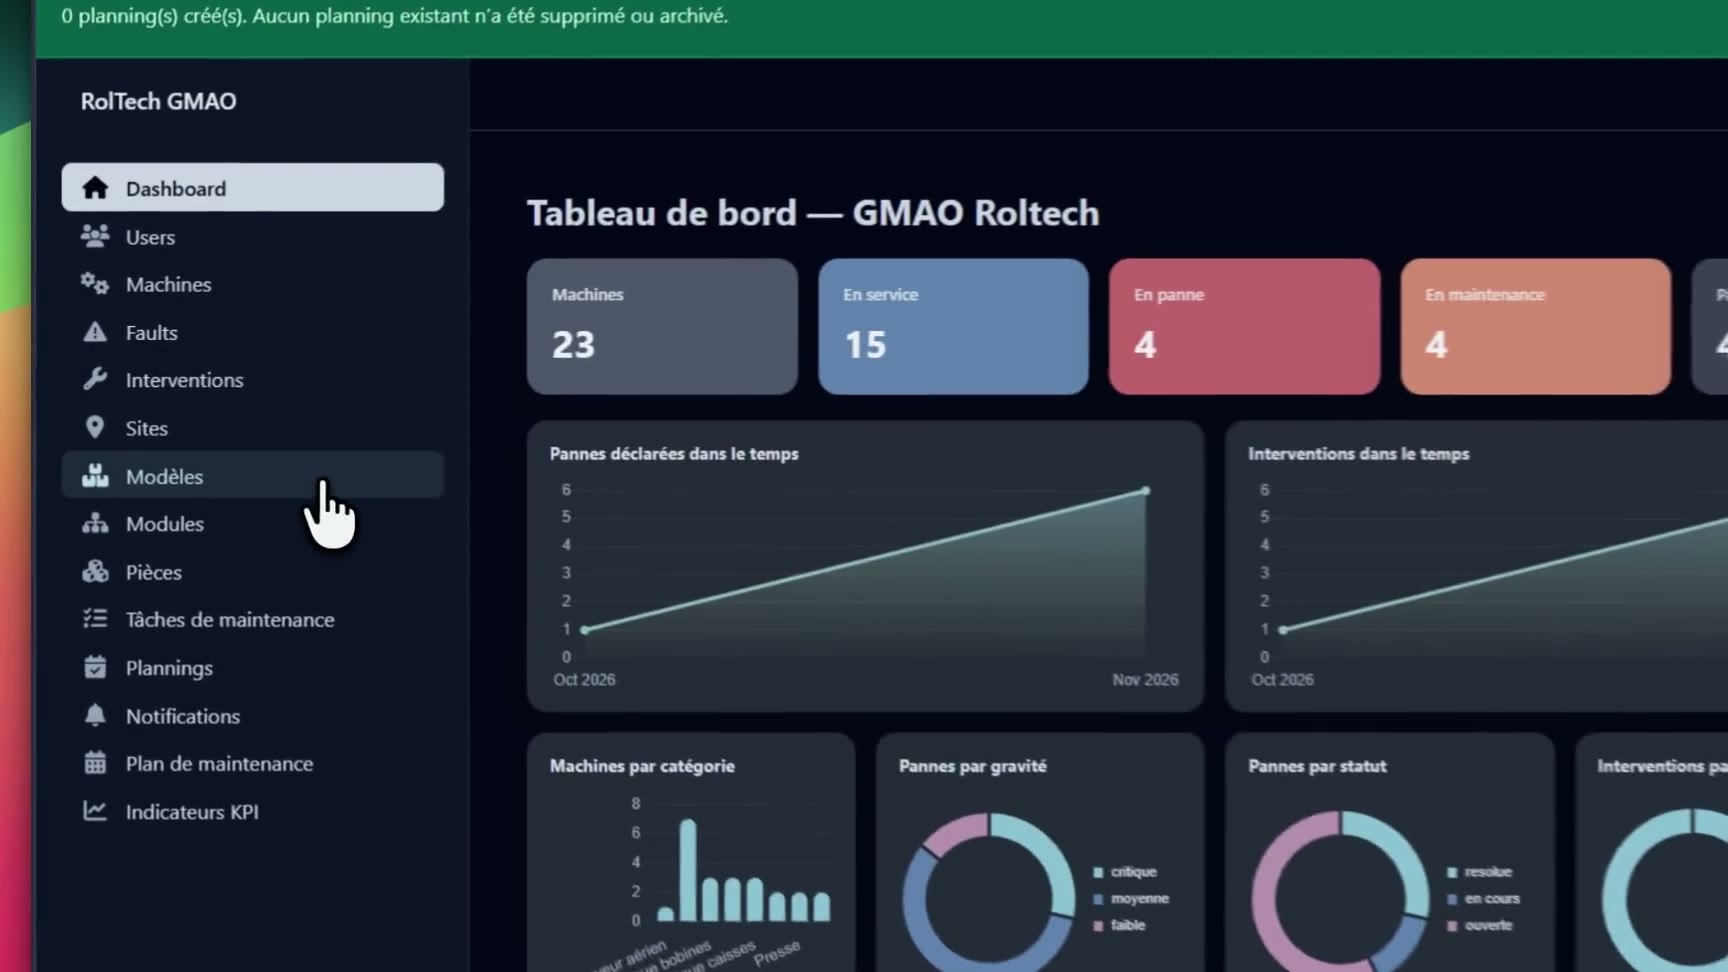 0 planning(s) créé(s). Aucun planning existant n'a été supprimé ou archivé.
RolTech GMAO
Dashboard
Users
Machines
Faults
Interventions
Sites
Modèles
Modules
Pièces
Tâches de maintenance
Plannings
Notifications
Plan de maintenance
Indicateurs KPI
Tableau de bord — GMAO Roltech
Machines
23
En service
15
En panne
4
En maintenance
4
Pannes déclarées dans le temps
6
5
4
3
2
1
0
Oct 2026
Nov 2026
Interventions dans le temps
6
5
4
3
2
1
0
Oct 2026
Machines par catégorie
8
6
4
2
0
aérien
bobines
caisses
Presse
Pannes par gravité
critique
moyenne
faible
Pannes par statut
resolue
en cours
ouverte
Interventions